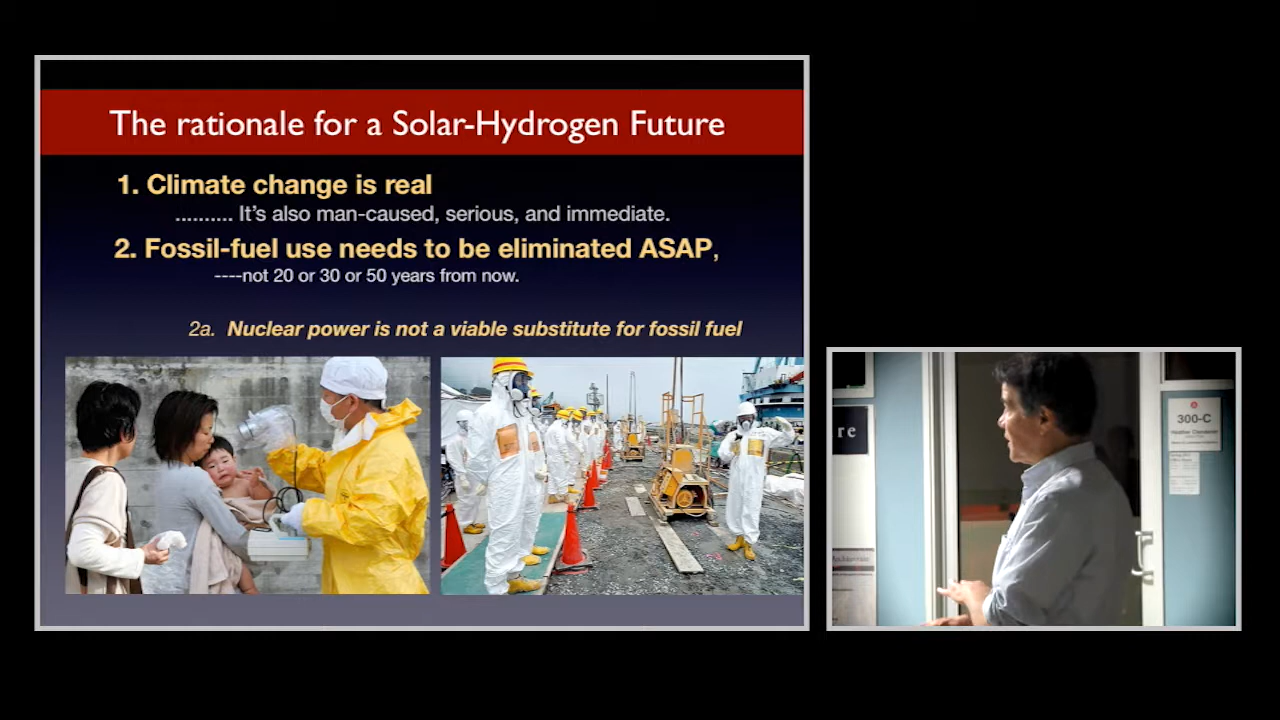 The rationale for a Solar-Hydrogen Future
1. Climate change is real
.......... It's also man-caused, serious, and immediate.
2. Fossil-fuel use needs to be eliminated ASAP,
----not 20 or 30 or 50 years from now.
2a. Nuclear power is not a viable substitute for fossil fuel
re
300-C